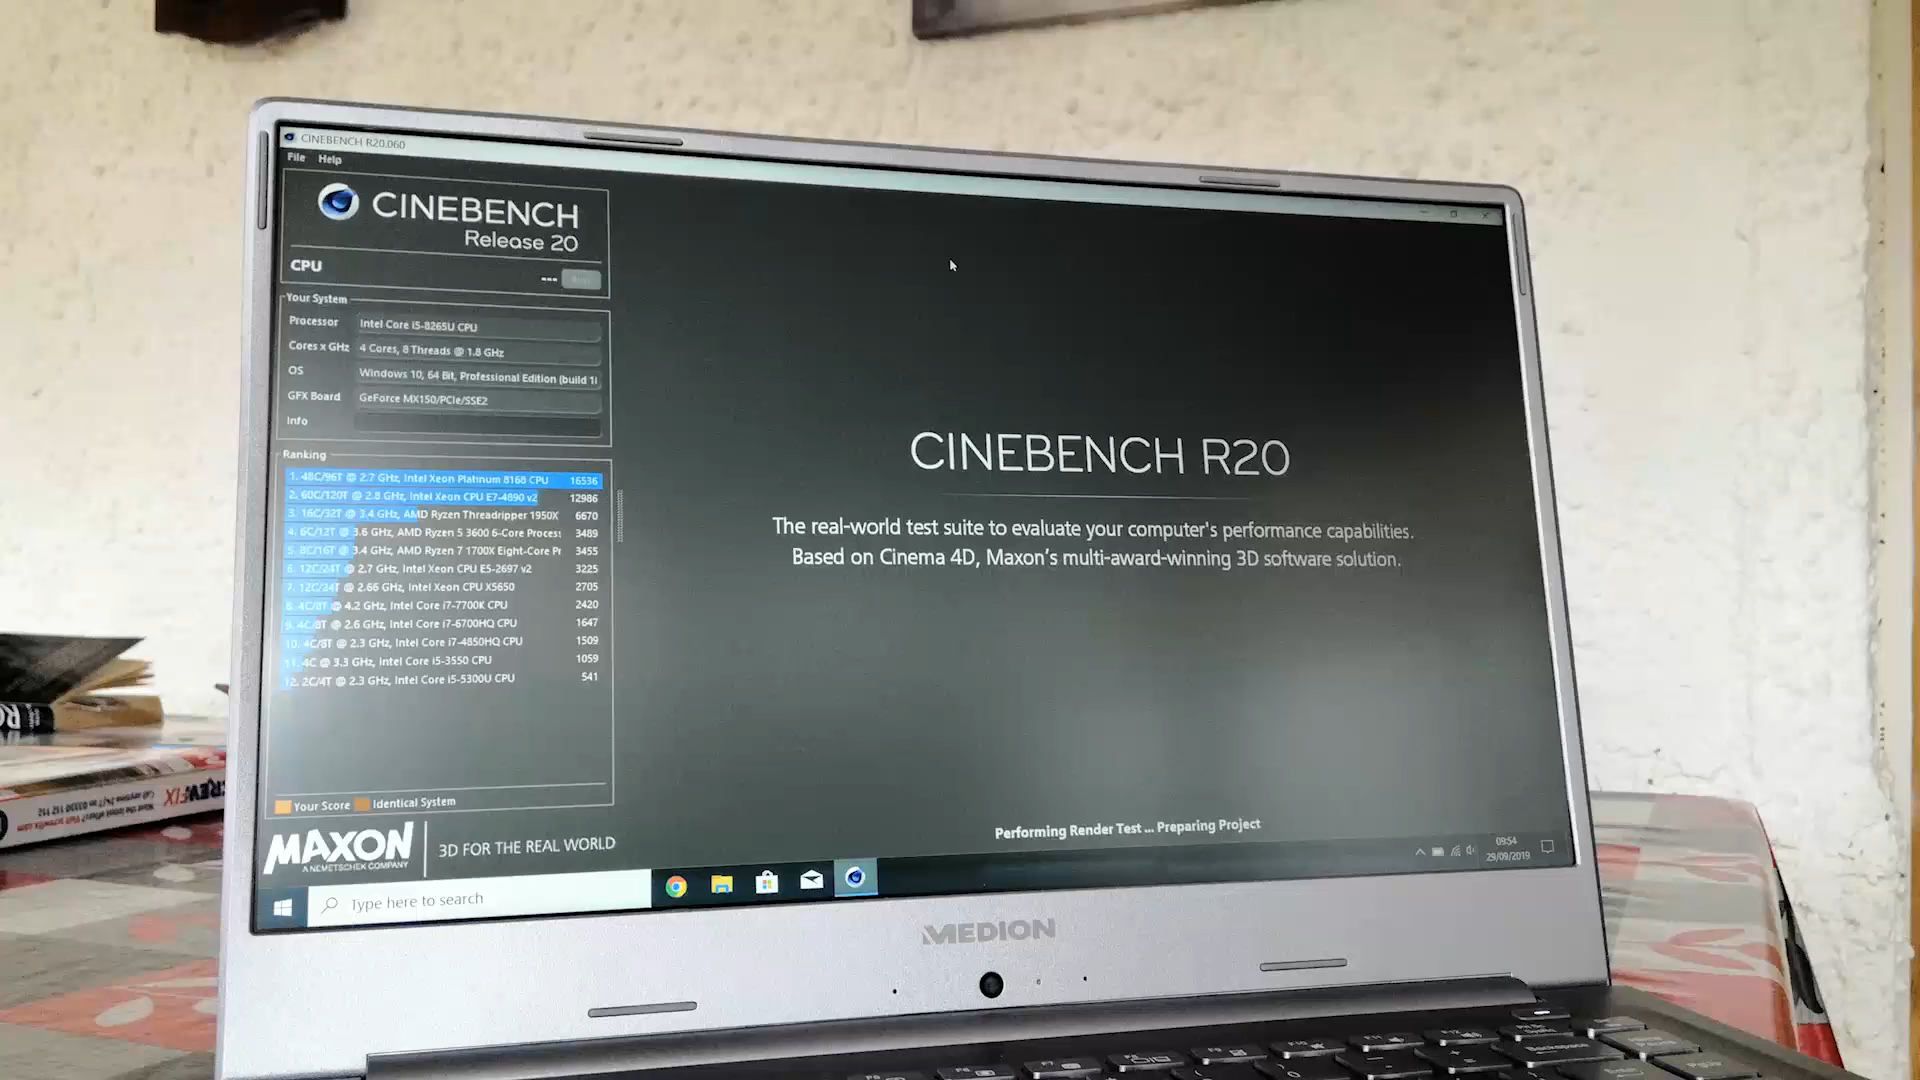 CINEBENCH R20.060
File Help
CINEBENCH
Release 20
CPU
---
Your System
Processor Intel Core i5-8265U CPU
Cores x GHz 4 Cores, 8 Threads @ 1.8 GHz
OS Windows 10, 64 Bit, Professional Edition (build 1
GFX Board GeForce MX150/PCIe/SSE2
Info
Ranking
1. 48C/96T @ 2.7 GHz, Intel Xeon Platinum 8168 CPU 16536
2. 60C/120T @ 2.8 GHz, Intel Xeon CPU E7-4890 v2 12986
3. 16C/32T @ 3.4 GHz, AMD Ryzen Threadripper 1950X 6670
4. 6C/12T @ 3.6 GHz, AMD Ryzen 5 3600 6-Core Process 3489
5. 8C/16T @ 3.4 GHz, AMD Ryzen 7 1700X Eight-Core Pr 3455
6. 12C/24T @ 2.7 GHz, Intel Xeon CPU E5-2697 v2 3225
7. 12C/24T @ 2.66 GHz, Intel Xeon CPU X5650 2705
8. 4C/8T @ 4.2 GHz, Intel Core i7-7700K CPU 2420
9. 4C/8T @ 2.6 GHz, Intel Core i7-6700HQ CPU 1647
10. 4C/8T @ 2.3 GHz, Intel Core i7-4850HQ CPU 1509
11. 4C @ 3.3 GHz, Intel Core i5-3550 CPU 1059
12. 2C/4T @ 2.3 GHz, Intel Core i5-5300U CPU 541
Your Score Identical System
MAXON
A NEMETSCHEK COMPANY
3D FOR THE REAL WORLD
CINEBENCH R20
The real-world test suite to evaluate your computer's performance capabilities.
Based on Cinema 4D, Maxon's multi-award-winning 3D software solution.
Performing Render Test ... Preparing Project
Type here to search
09:54
29/09/2019
MEDION
Backspace